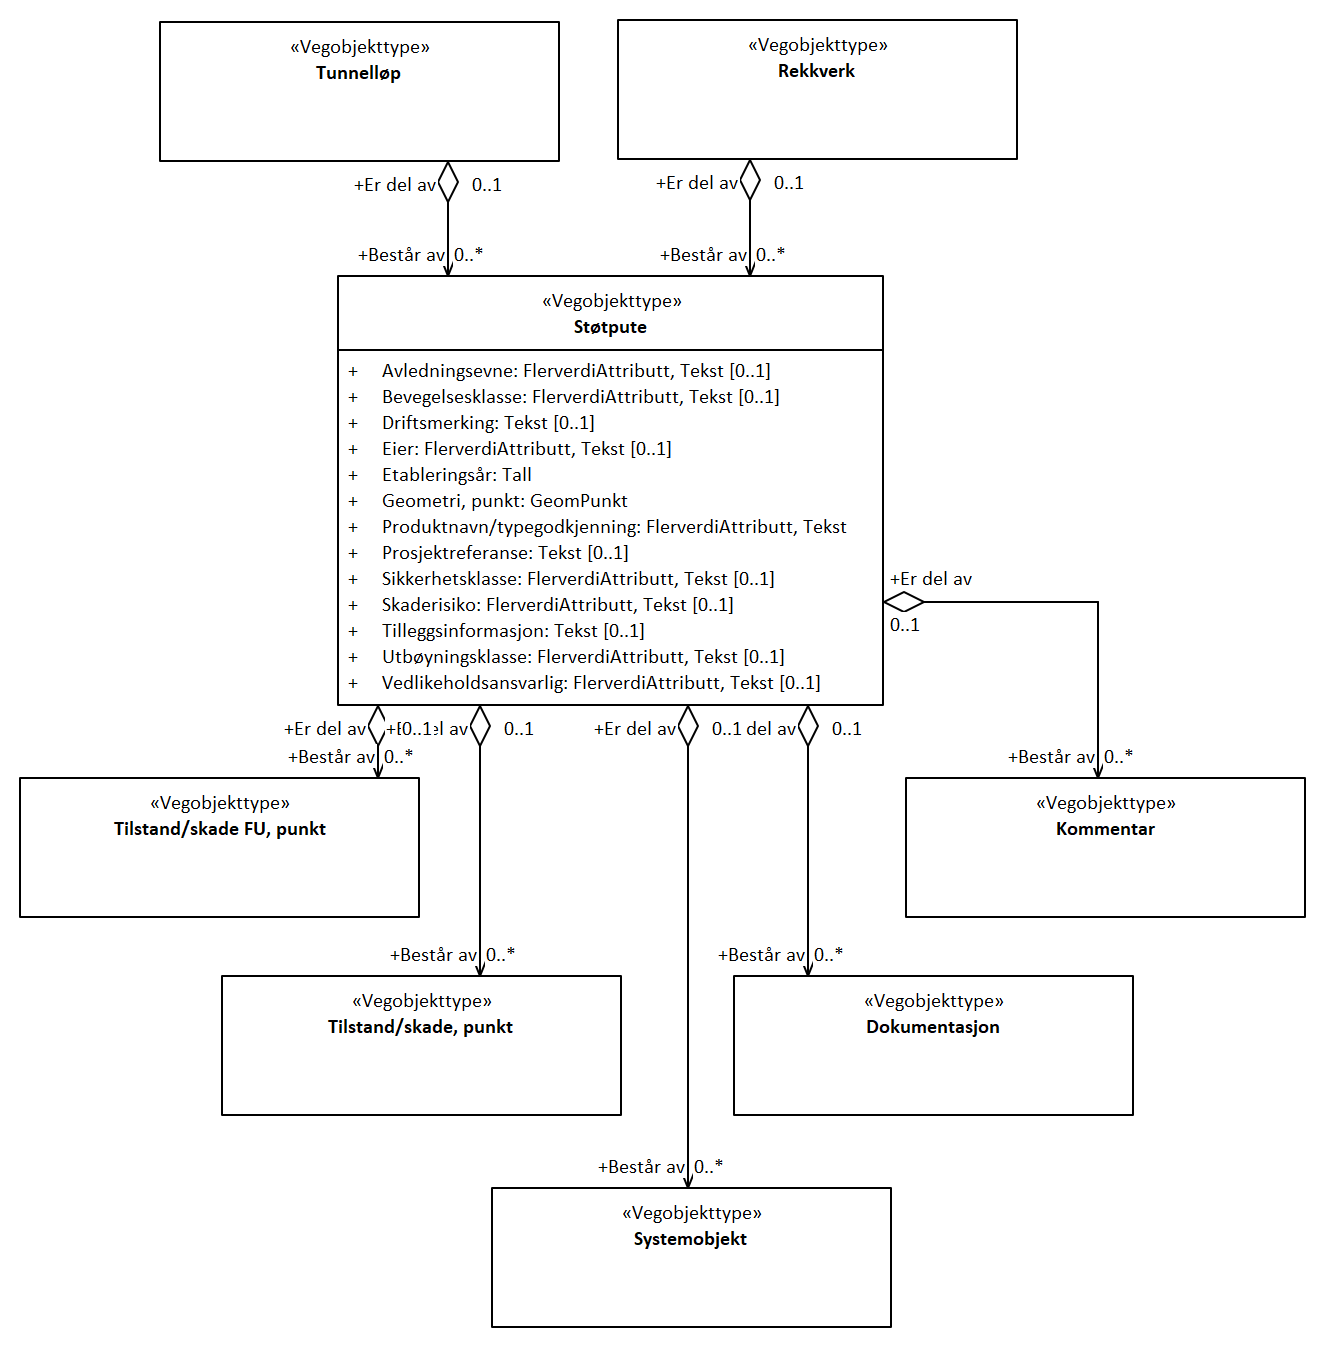 «Vegobjekttype»
Tunnelløp
«Vegobjekttype»
Rekkverk
+Er del av 0..1
+Er del av 0..1
+Består av 0..*
+Består av 0..*
«Vegobjekttype»
Støtpute
+ Avledningsevne: FlerverdiAttributt, Tekst [0..1]
+ Bevegelsesklasse: FlerverdiAttributt, Tekst [0..1]
+ Driftsmerking: Tekst [0..1]
+ Eier: FlerverdiAttributt, Tekst [0..1]
+ Etableringsår: Tall
+ Geometri, punkt: GeomPunkt
+ Produktnavn/typegodkjenning: FlerverdiAttributt, Tekst
+ Prosjektreferanse: Tekst [0..1]
+ Sikkerhetsklasse: FlerverdiAttributt, Tekst [0..1]
+ Skaderisiko: FlerverdiAttributt, Tekst [0..1]
+ Tilleggsinformasjon: Tekst [0..1]
+ Utbøyningsklasse: FlerverdiAttributt, Tekst [0..1]
+ Vedlikeholdsansvarlig: FlerverdiAttributt, Tekst [0..1]
+Er del av
0..1
+Er del av 0..1 av 0..1
+Er del av 0..1 del av 0..1
+Består av 0..*
+Består av 0..*
«Vegobjekttype»
Tilstand/skade FU, punkt
«Vegobjekttype»
Kommentar
+Består av 0..*
+Består av 0..*
«Vegobjekttype»
Tilstand/skade, punkt
«Vegobjekttype»
Dokumentasjon
+Består av 0..*
«Vegobjekttype»
Systemobjekt